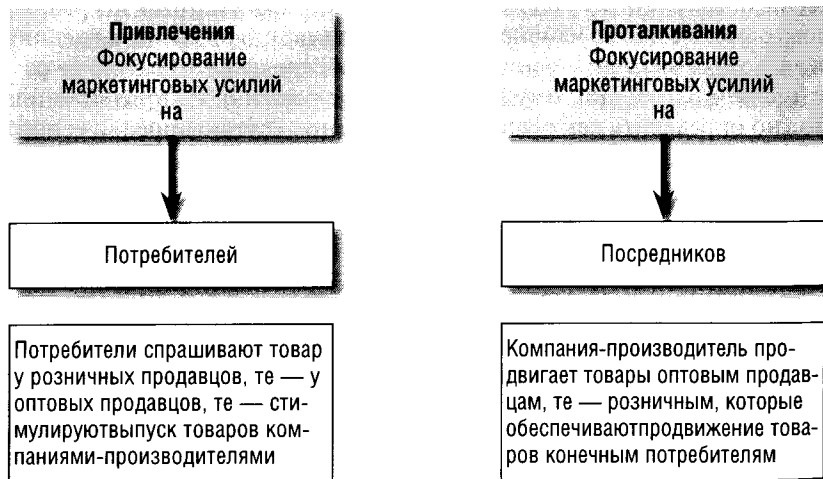 Привлечения
Фокусирование
маркетинговых усилий
на
Потребителей
Потребители спрашивают товар
у розничных продавцов, те — у
оптовых продавцов, те — сти-
мулируютвыпуск товаров ком-
паниями-производителями
Проталкивания
Фокусирование
маркетинговых усилий
на
Посредников
Компания-производитель про-
двигает товары оптовым продав-
цам, те — розничным, которые
обеспечиваютпродвижение това-
ров конечным потребителям